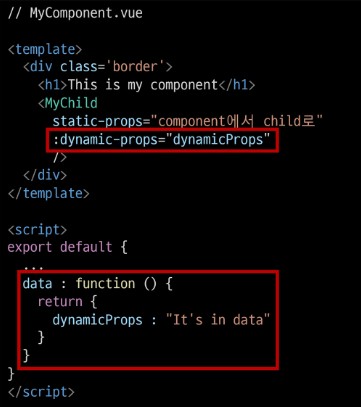 // MyComponent.vue
<template>
<div class='border'>
<h1>This is my component</h1>
<MyChild
static-props="component에서 child로"
:dynamic-props="dynamicProps"
/>
</div>
</template>
<script>
export default {
...
data : function () {
return {
dynamicProps : "It's in data"
}
}
}
</script>